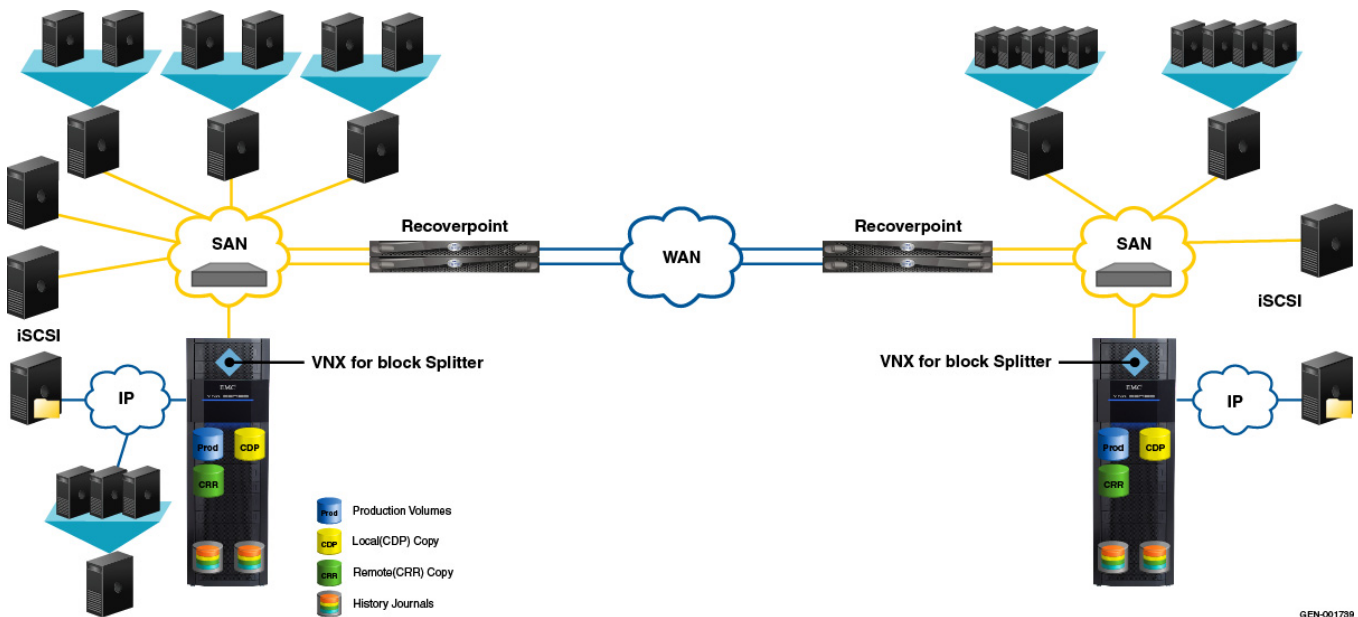 Recoverpoint
Recoverpoint
SAN
WAN
SAN
iSCSI
iSCSI
VNX for block Splitter
VNX for block Splitter
IP
EMC
EMC
IP
Prod
CDP
CRR
Prod
CDP
CRR
Prod
Production Volumes
CDP
Local(CDP) Copy
CRR
Remote(CRR) Copy
History Journals
GEN-001739